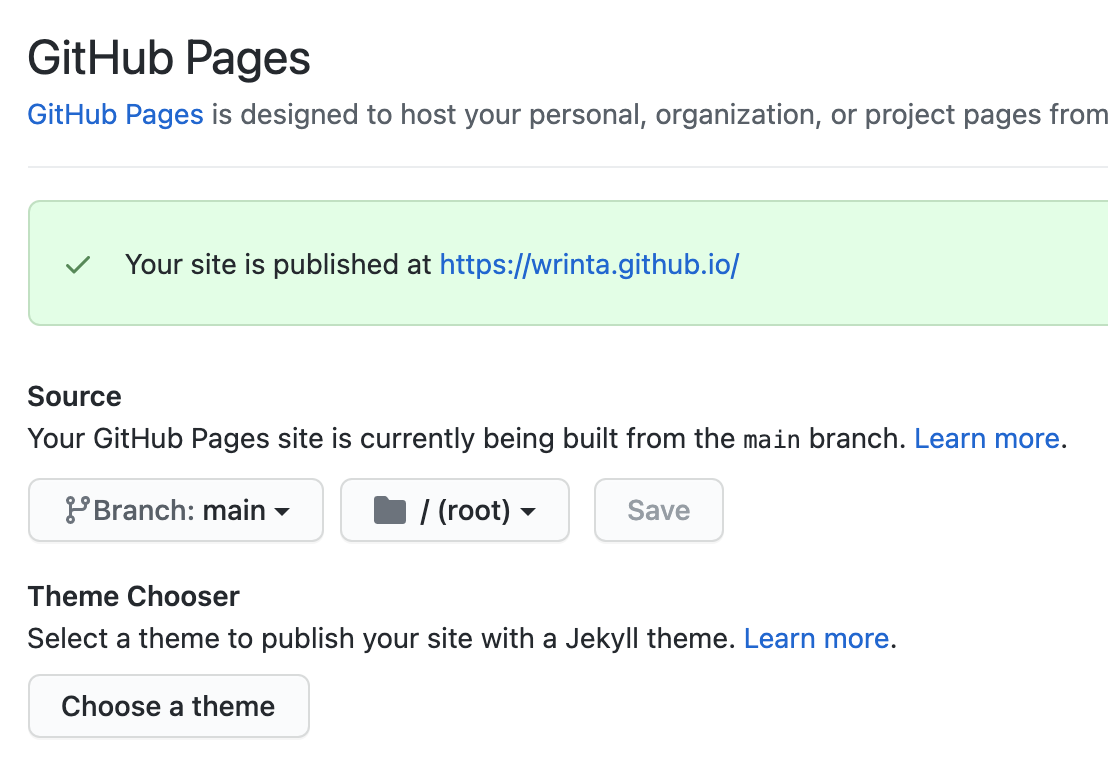 GitHub Pages
GitHub Pages is designed to host your personal, organization, or project pages from
Your site is published at https://wrinta.github.io/
Source
Your GitHub Pages site is currently being built from the main branch. Learn more.
Branch: main / (root) Save
Theme Chooser
Select a theme to publish your site with a Jekyll theme. Learn more.
Choose a theme